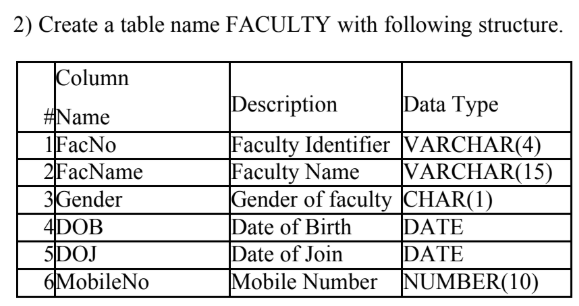 2) Create a table name FACULTY with following structure.
# Column Name Description Data Type
1 FacNo Faculty Identifier VARCHAR(4)
2 FacName Faculty Name VARCHAR(15)
3 Gender Gender of faculty CHAR(1)
4 DOB Date of Birth DATE
5 DOJ Date of Join DATE
6 MobileNo Mobile Number NUMBER(10)